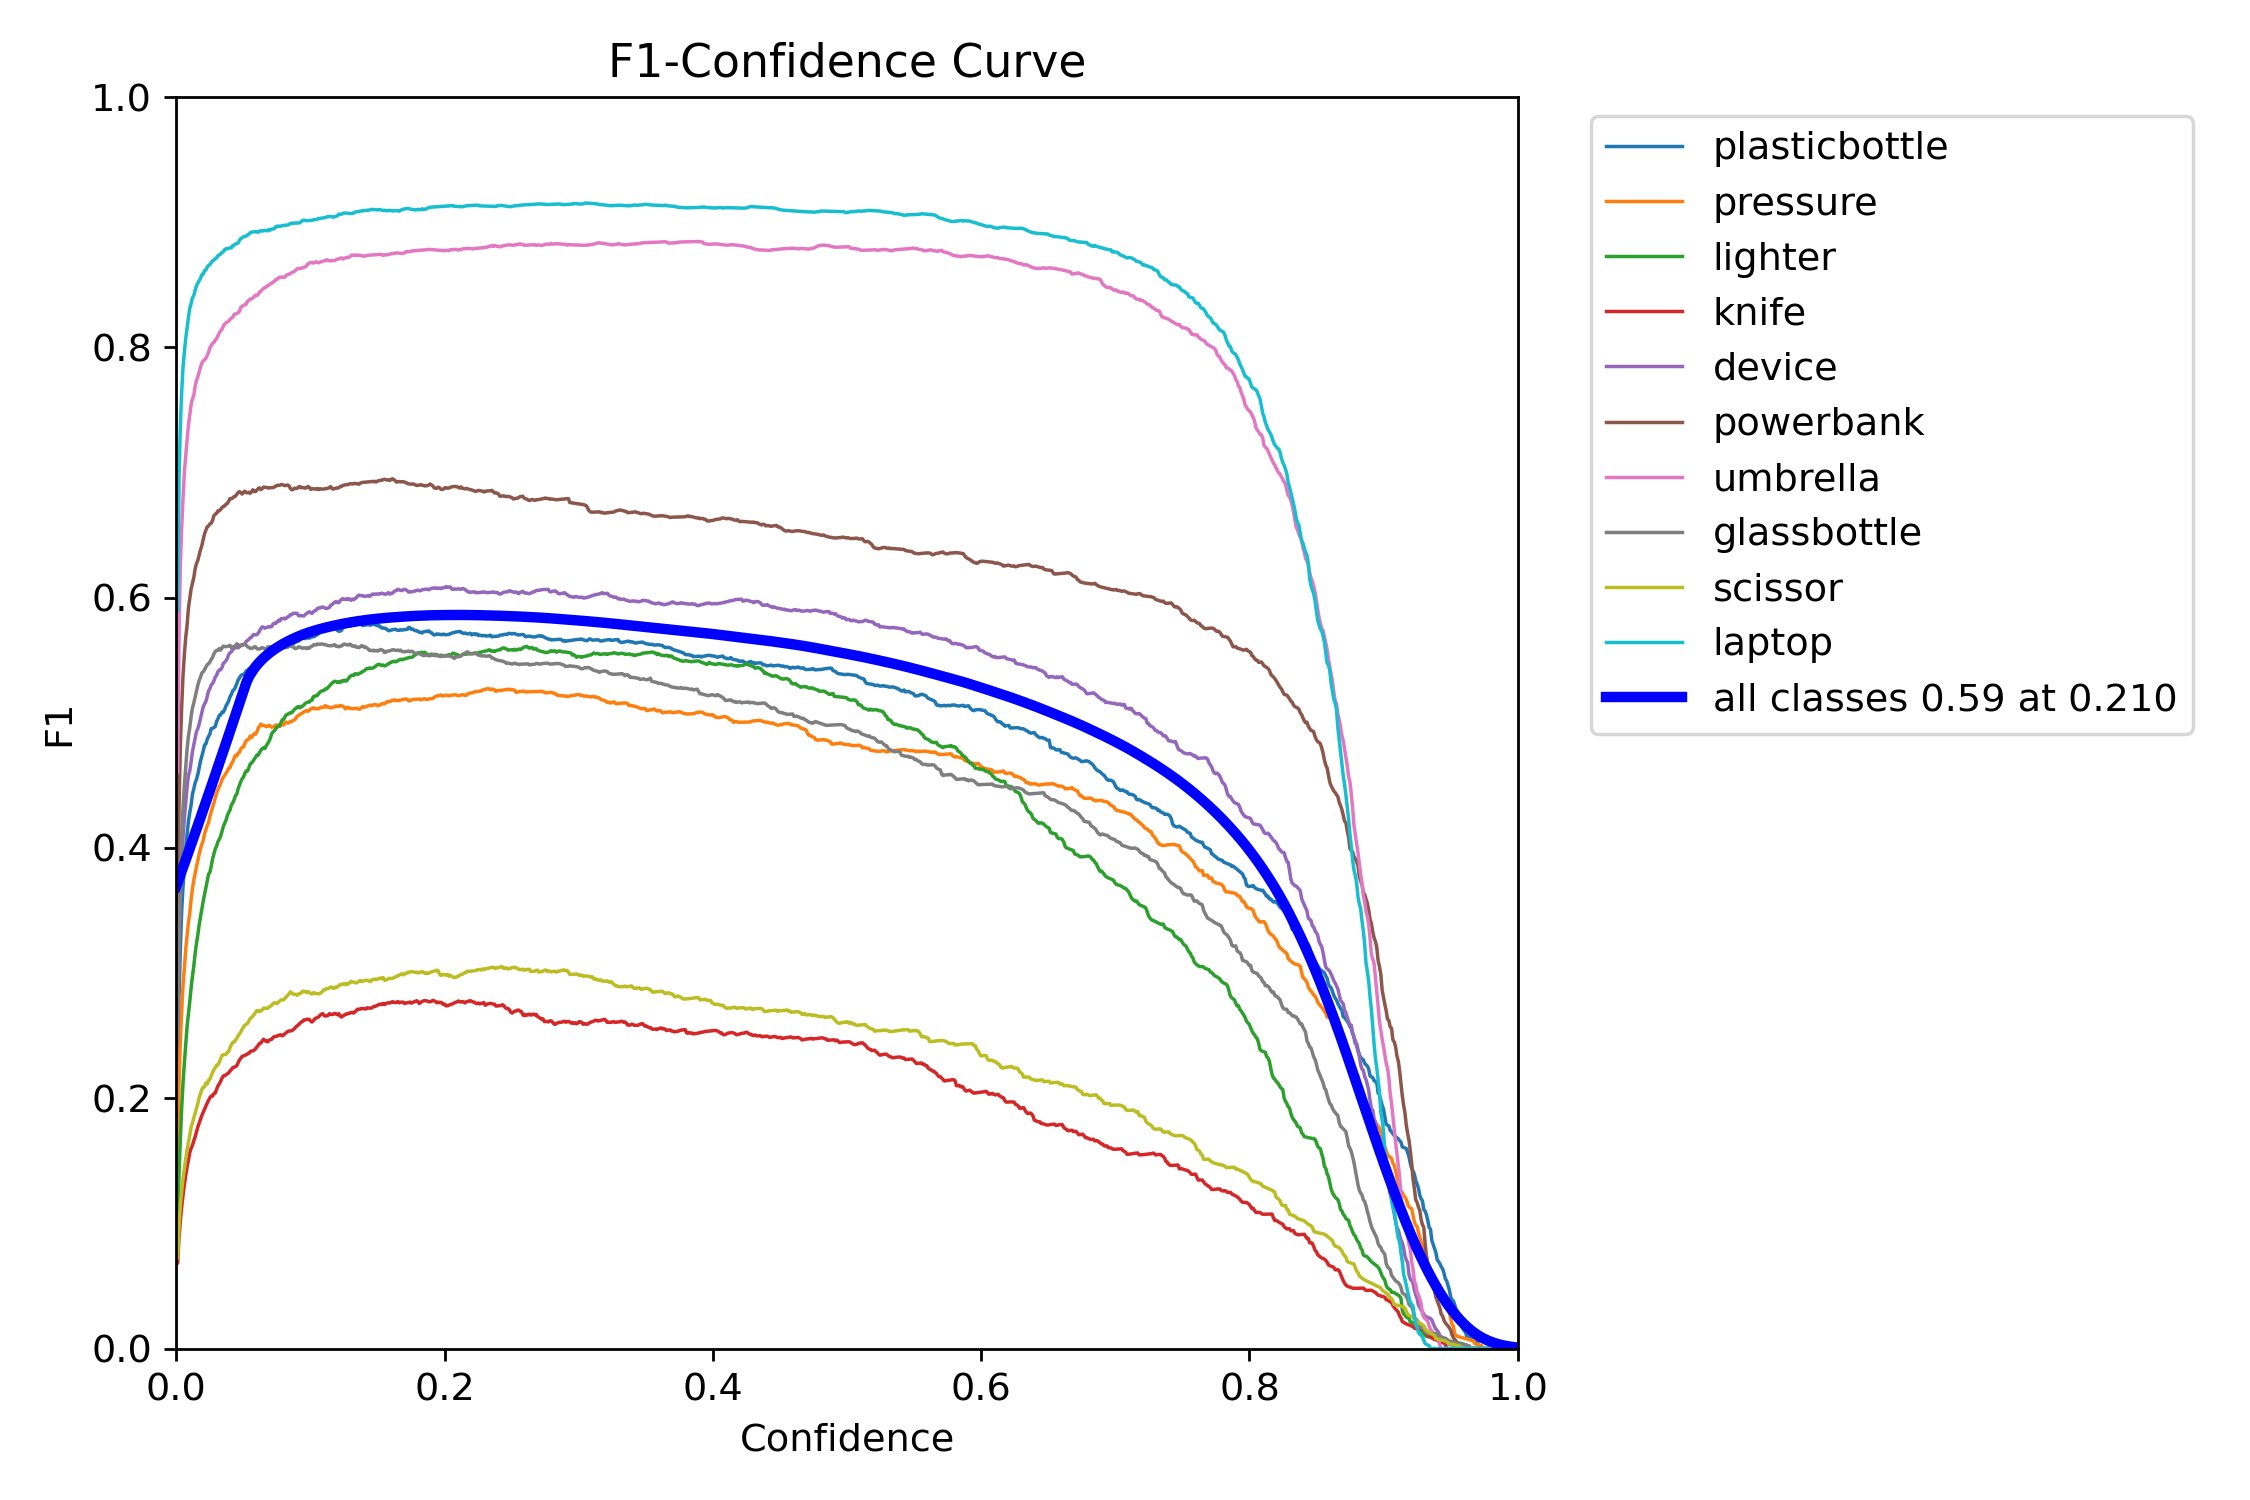 F1-Confidence Curve
1.0
0.8
0.6
0.4
0.2
0.0
F1
0.0 0.2 0.4 0.6 0.8 1.0
Confidence
plasticbottle
pressure
lighter
knife
device
powerbank
umbrella
glassbottle
scissor
laptop
all classes 0.59 at 0.210